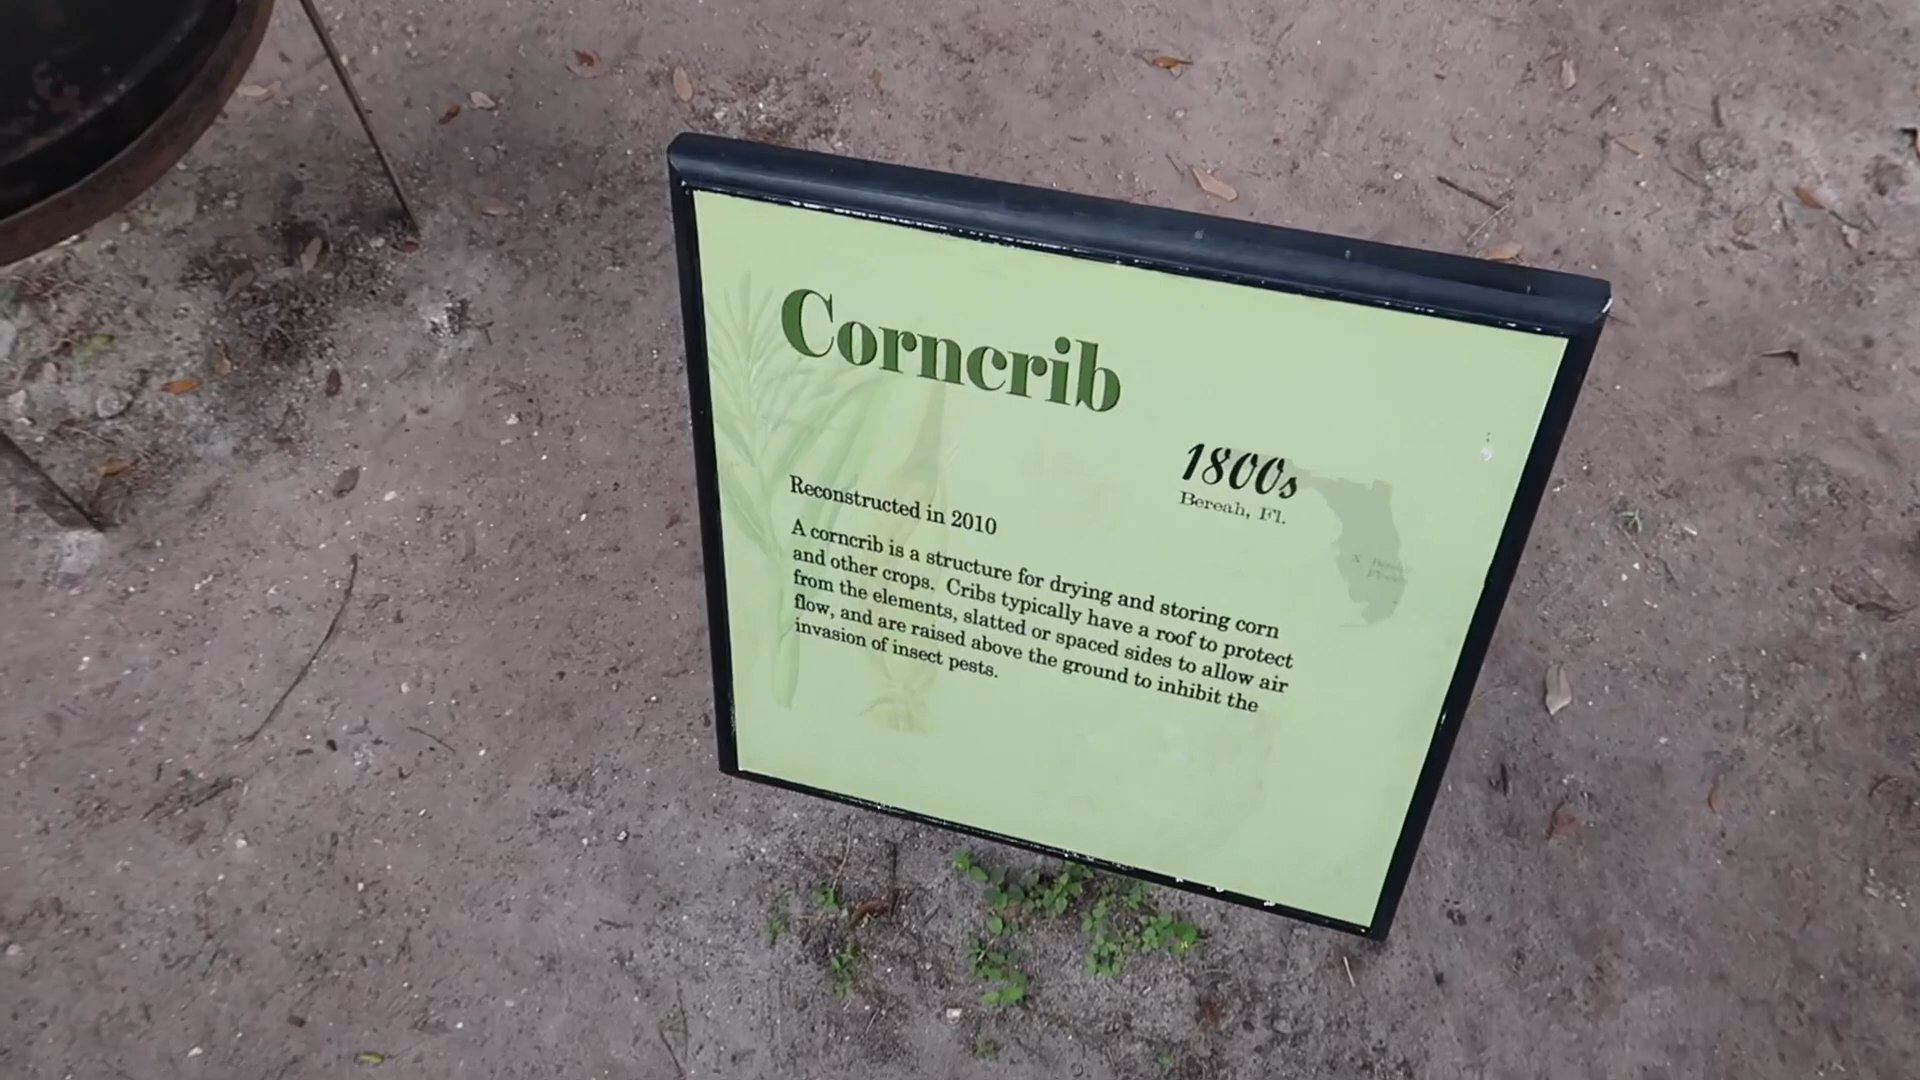 Corncrib
1800s
Bereah, Fl.
Reconstructed in 2010
A corncrib is a structure for drying and storing corn
and other crops. Cribs typically have a roof to protect
from the elements, slatted or spaced sides to allow air
flow, and are raised above the ground to inhibit the
invasion of insect pests.
X